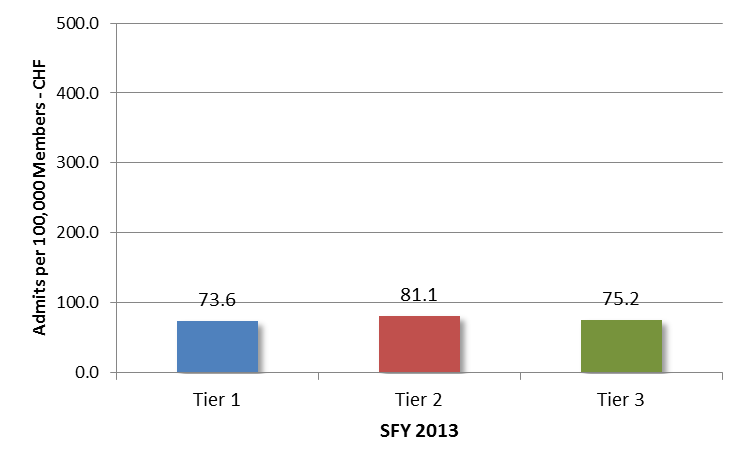 Admits per 100,000 Members - CHF
500.0
400.0
300.0
200.0
100.0
0.0
73.6
81.1
75.2
Tier 1
Tier 2
Tier 3
SFY 2013